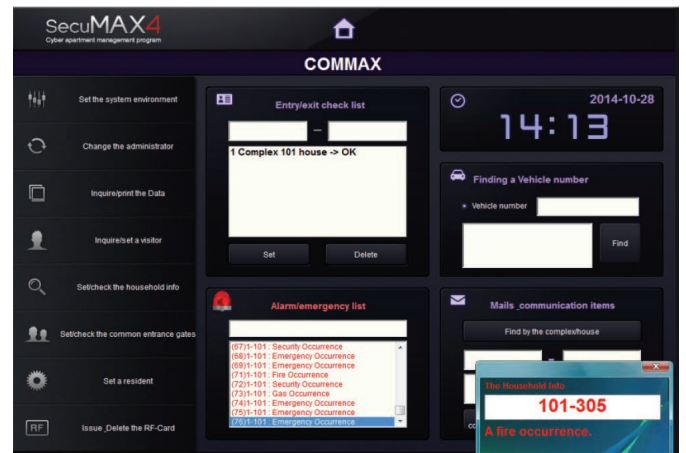 SecuMAX4
Cyber apartment management program
COMMAX
Set the system environment
Change the administrator
Inquire/print the Data
Inquire/set a visitor
Set/check the household info
Set/check the common entrance gates
Set a resident
RF
Issue ,Delete the RF-Card
Entry/exit check list
–
1 Complex 101 house -> OK
Set
Delete
2014-10-28
14:13
Finding a Vehicle number
Vehicle number
Find
Alarm/emergency list
(67)1-101 : Security Occurrence
(68)1-101 : Emergency Occurrence
(69)1-101 : Emergency Occurrence
(71)1-101 : Fire Occurrence
(72)1-101 : Security Occurrence
(73)1-101 : Gas Occurrence
(74)1-101 : Emergency Occurrence
(75)1-101 : Emergency Occurrence
(76)1-101 : Emergency Occurrence
Mails ,communication items
Find by the complex/house
–
The Household Info
101-305
A fire occurrence.